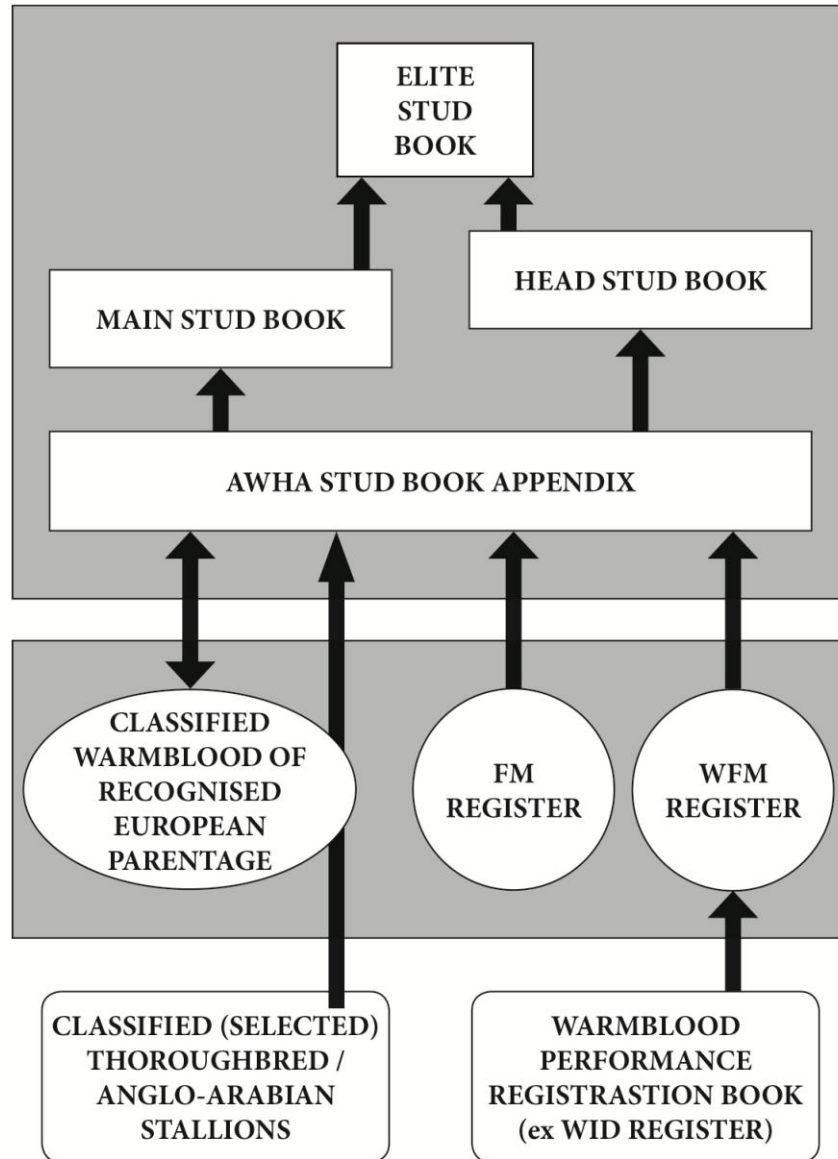 ELITE
STUD
BOOK
MAIN STUD BOOK
HEAD STUD BOOK
AWHA STUD BOOK APPENDIX
CLASSIFIED
WARMBLOOD OF
RECOGNISED
EUROPEAN
PARENTAGE
FM
REGISTER
WFM
REGISTER
CLASSIFIED (SELECTED)
THOROUGHBRED /
ANGLO-ARABIAN
STALLIONS
WARMBLOOD
PERFORMANCE
REGISTRASTION BOOK
(ex WID REGISTER)